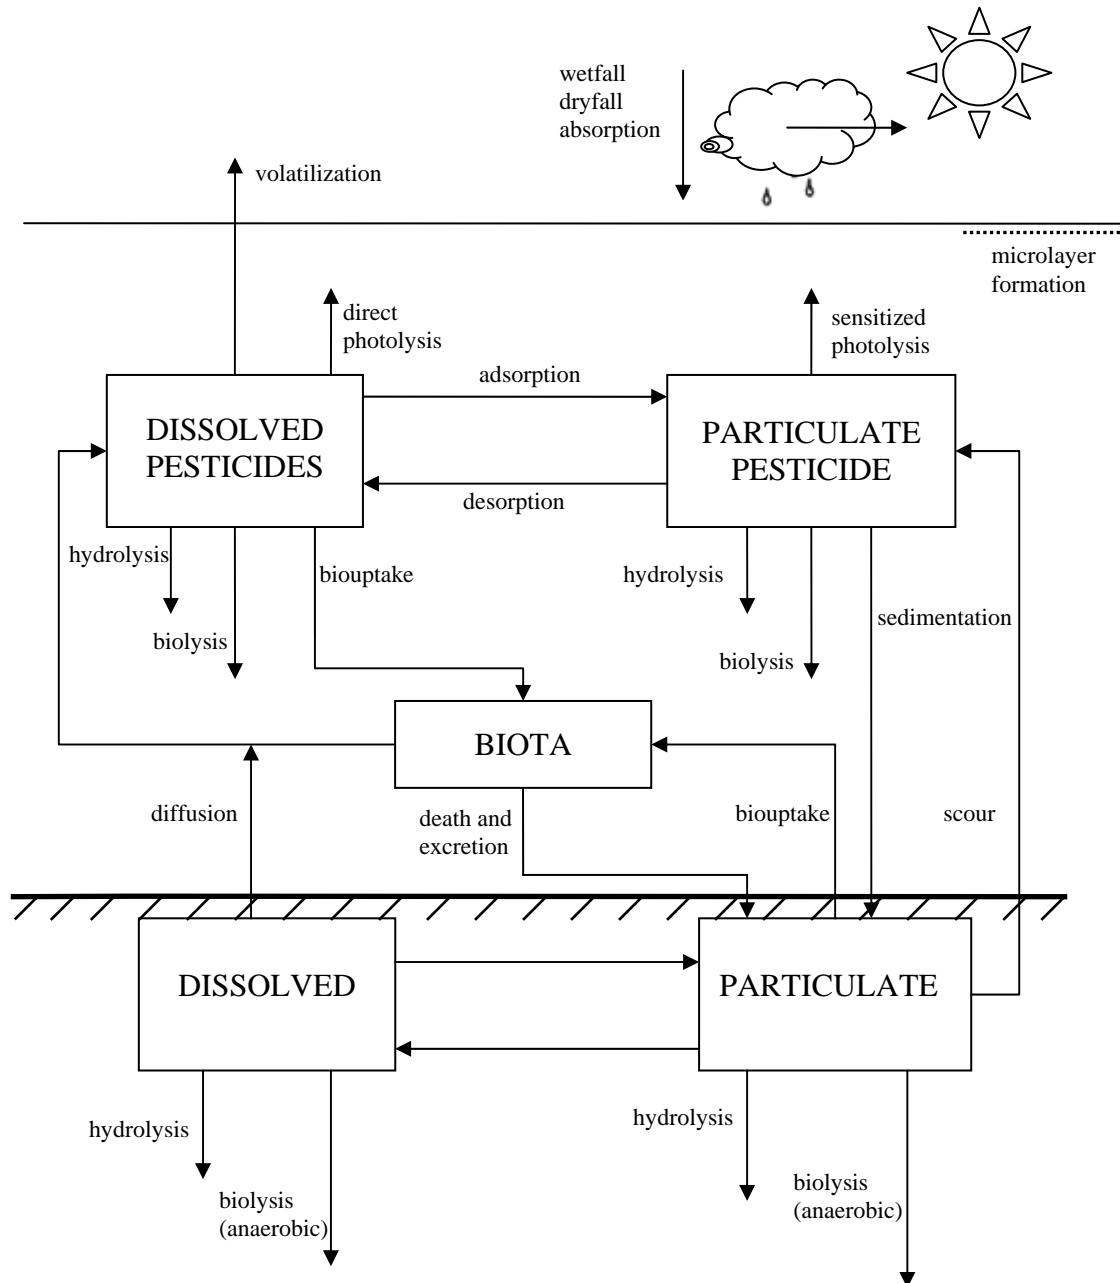 wetfall
dryfall
absorption
volatilization
microlayer
formation
direct
photolysis
sensitized
photolysis
adsorption
DISSOLVED
PESTICIDES
PARTICULATE
PESTICIDE
desorption
hydrolysis
biouptake
hydrolysis
sedimentation
biolysis
biolysis
BIOTA
diffusion
death and
excretion
biouptake
scour
DISSOLVED
PARTICULATE
hydrolysis
hydrolysis
biolysis
(anaerobic)
biolysis
(anaerobic)